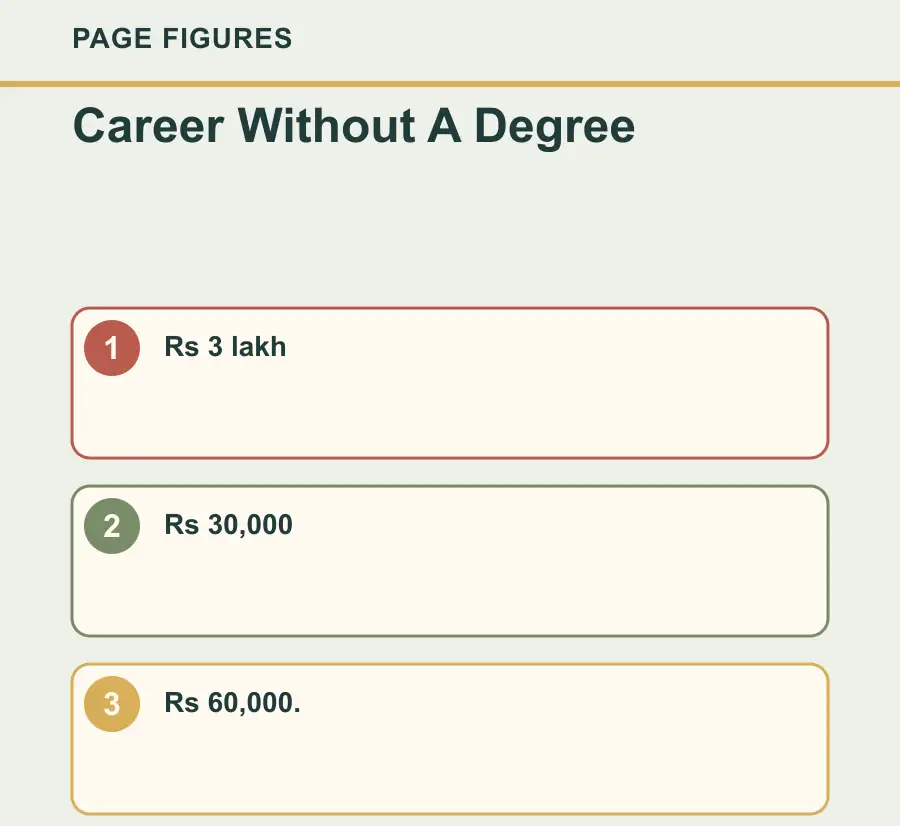 PAGE FIGURES
Career Without A Degree
1 Rs 3 lakh
2 Rs 30,000
3 Rs 60,000.